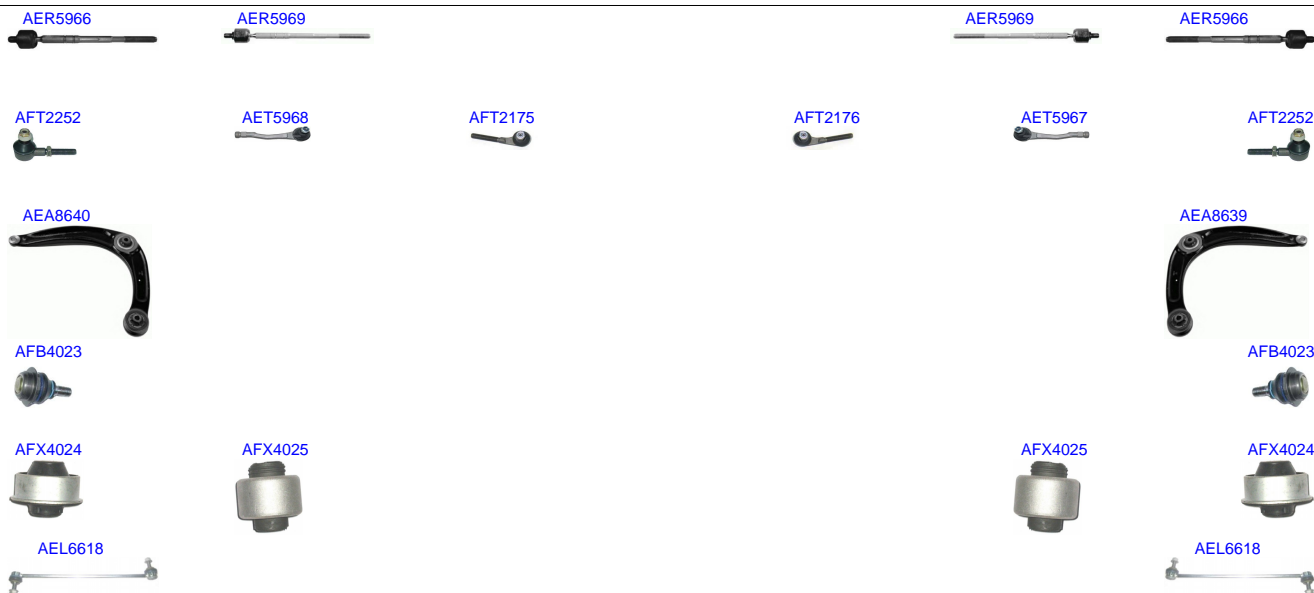 AER5966 AER5969 AER5969 AER5966
AFT2252 AET5968 AFT2175 AFT2176 AET5967 AFT2252
AEA8640 AEA8639
AFB4023 AFB4023
AFX4024 AFX4025 AFX4025 AFX4024
AEL6618 AEL6618